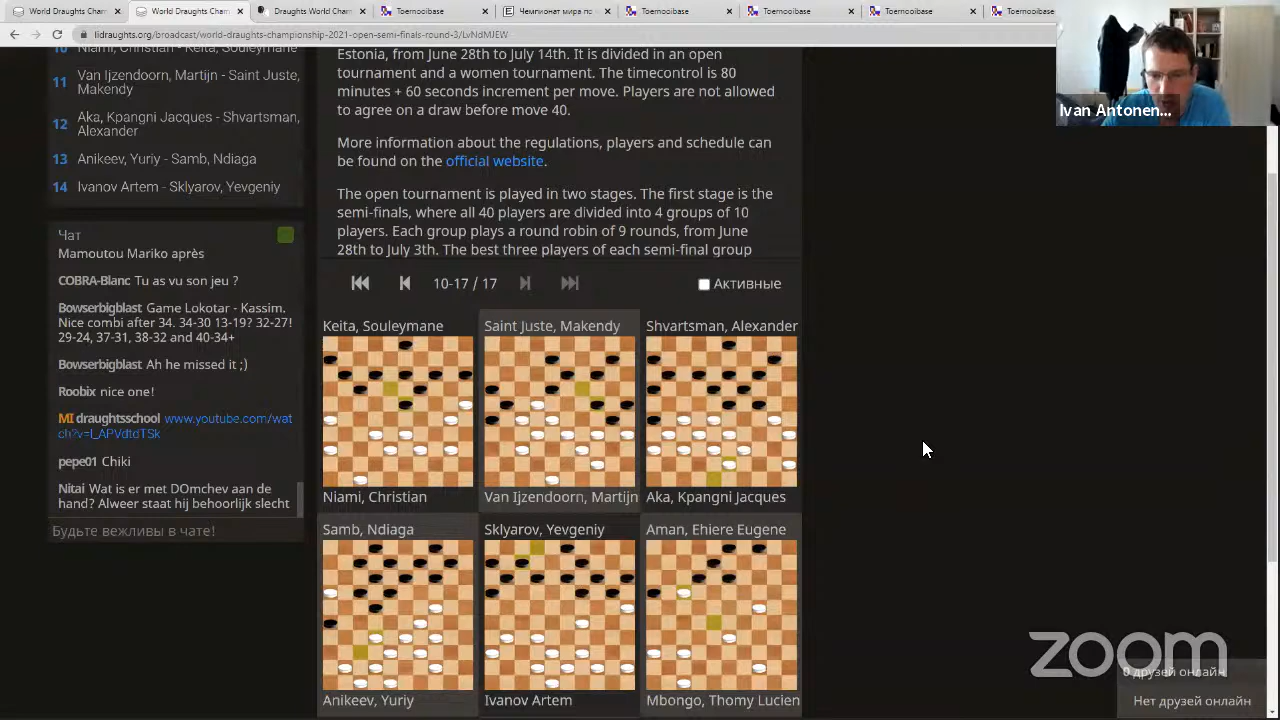 World Draughts Cham
World Draughts Cham
Draughts World Cham
Toernooibase
Чемпионат мира по
Toernooibase
Toernooibase
Toernooibase
Toernooibase
lidraughts.org/broadcast/world-draughts-championship-2021-open-semi-finals-round-3/LvNdMJEW
10 Niami, Christian - Keita, Souleymane
11 Van Ijzendoorn, Martijn - Saint Juste,
Makendy
12 Aka, Kpangni Jacques - Shvartsman,
Alexander
13 Anikeev, Yuriy - Samb, Ndiaga
14 Ivanov Artem - Sklyarov, Yevgeniy
Чат
Mamoutou Mariko après
COBRA-Blanc Tu as vu son jeu ?
Bowserbigblast Game Lokotar - Kassim.
Nice combi after 34. 34-30 13-19? 32-27!
29-24, 37-31, 38-32 and 40-34+
Bowserbigblast Ah he missed it ;)
Roobix nice one!
MI draughtsschool www.youtube.com/wat
ch?v=l_APVdtdTSk
pepe01 Chiki
Nitai Wat is er met DOmchev aan de
hand? Alweer staat hij behoorlijk slecht
Будьте вежливы в чате!
Estonia, from June 28th to July 14th. It is divided in an open
tournament and a women tournament. The timecontrol is 80
minutes + 60 seconds increment per move. Players are not allowed
to agree on a draw before move 40.
More information about the regulations, players and schedule can
be found on the official website.
The open tournament is played in two stages. The first stage is the
semi-finals, where all 40 players are divided into 4 groups of 10
players. Each group plays a round robin of 9 rounds, from June
28th to July 3th. The best three players of each semi-final group
10-17 / 17
Активные
Keita, Souleymane
Saint Juste, Makendy
Shvartsman, Alexander
Niami, Christian
Van Ijzendoorn, Martijn
Aka, Kpangni Jacques
Samb, Ndiaga
Sklyarov, Yevgeniy
Aman, Ehiere Eugene
Anikeev, Yuriy
Ivanov Artem
Mbongo, Thomy Lucien
Ivan Antonen...
zoom
0 друзей онлайн
Нет друзей онлайн